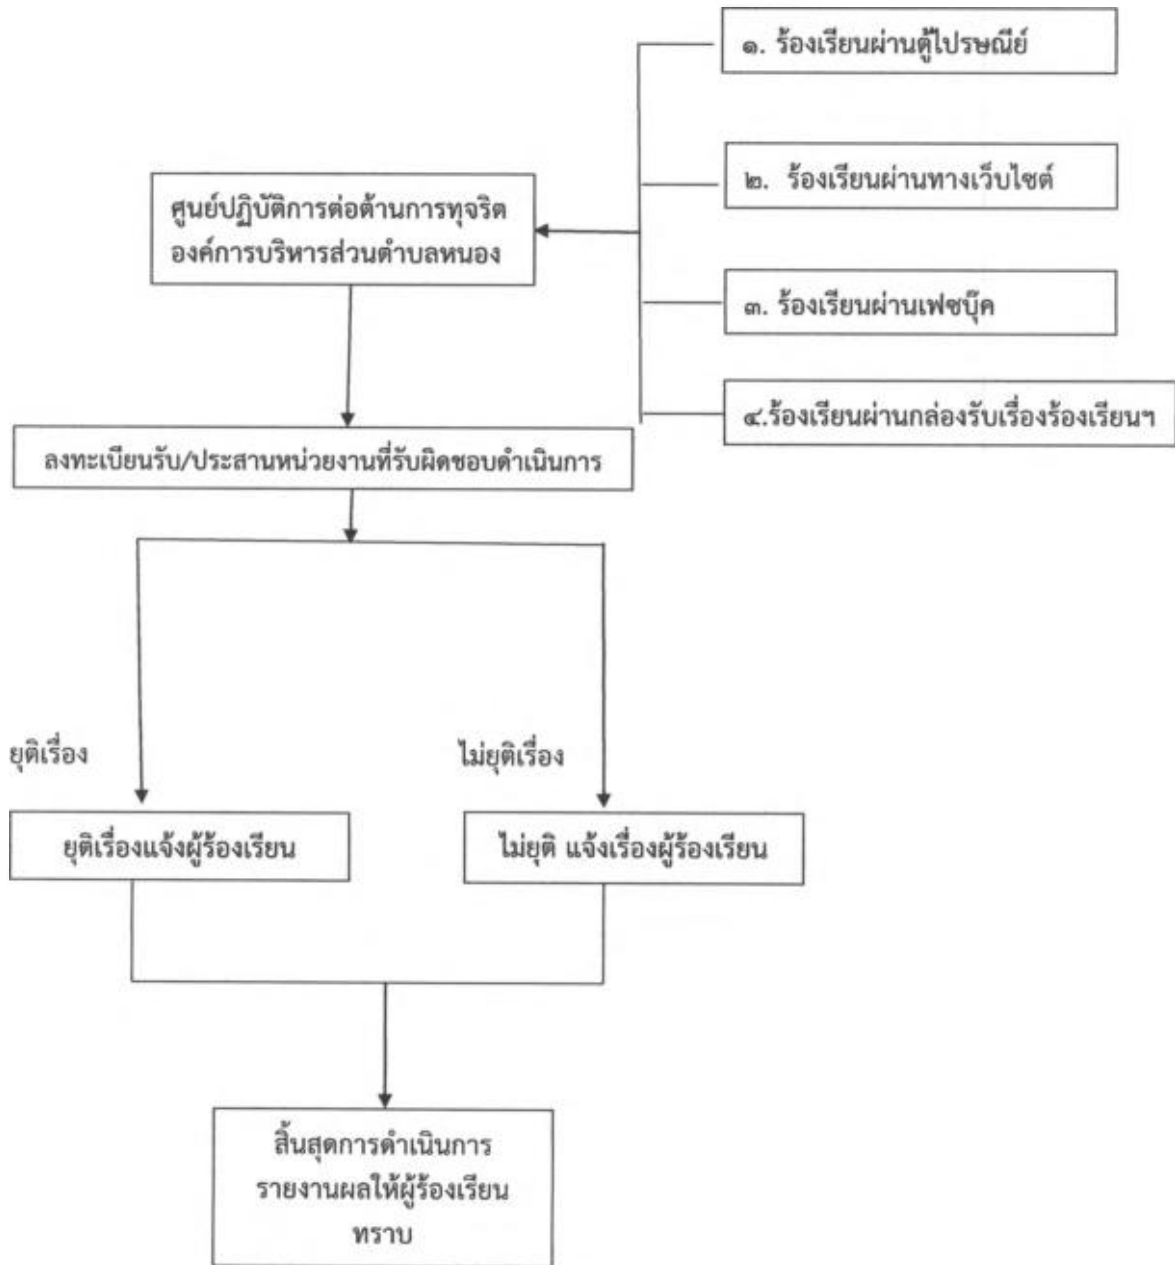 ๑. ร้องเรียนผ่านตู้ไปรษณีย์
๒. ร้องเรียนผ่านทางเว็บไซต์
ศูนย์ปฏิบัติการต่อต้านการทุจริต
องค์การบริหารส่วนตำบลหนอง
๓. ร้องเรียนผ่านเฟซบุ๊ค
๔.ร้องเรียนผ่านกล่องรับเรื่องร้องเรียนฯ
ลงทะเบียนรับ/ประสานหน่วยงานที่รับผิดชอบดำเนินการ
ยุติเรื่อง
ไม่ยุติเรื่อง
ยุติเรื่องแจ้งผู้ร้องเรียน
ไม่ยุติ แจ้งเรื่องผู้ร้องเรียน
สิ้นสุดการดำเนินการ
รายงานผลให้ผู้ร้องเรียน
ทราบ